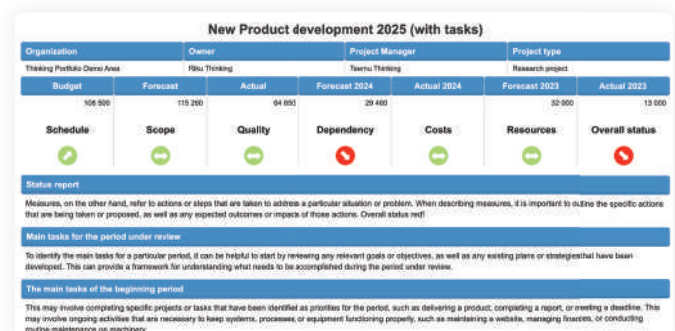 New Product development 2025 (with tasks)
Organization Owner Project Manager Project type
Thinking Portfolio Demo Area Riku Thinking Teemu Thinking Research project
Budget Forecast Actual Forecast 2024 Actual 2024 Forecast 2023 Actual 2023
108 500 115 260 64 650 29 460 32 000 13 000
Schedule Scope Quality Dependency Costs Resources Overall status
Status report
Measures, on the other hand, refer to actions or steps that are taken to address a particular situation or problem. When describing measures, it is important to outline the specific actions
that are being taken or proposed, as well as any expected outcomes or impacts of those actions. Overall status red!
Main tasks for the period under review
To identify the main tasks for a particular period, it can be helpful to start by reviewing any relevant goals or objectives, as well as any existing plans or strategiesthat have been
developed. This can provide a framework for understanding what needs to be accomplished during the period under review.
The main tasks of the beginning period
This may involve completing specific projects or tasks that have been identified as priorities for the period, such as delivering a product, completing a report, or meeting a deadline. This
may involve ongoing activities that are necessary to keep systems, processes, or equipment functioning properly, such as maintaining a website, managing finances, or conducting
routine maintenance on machinery.